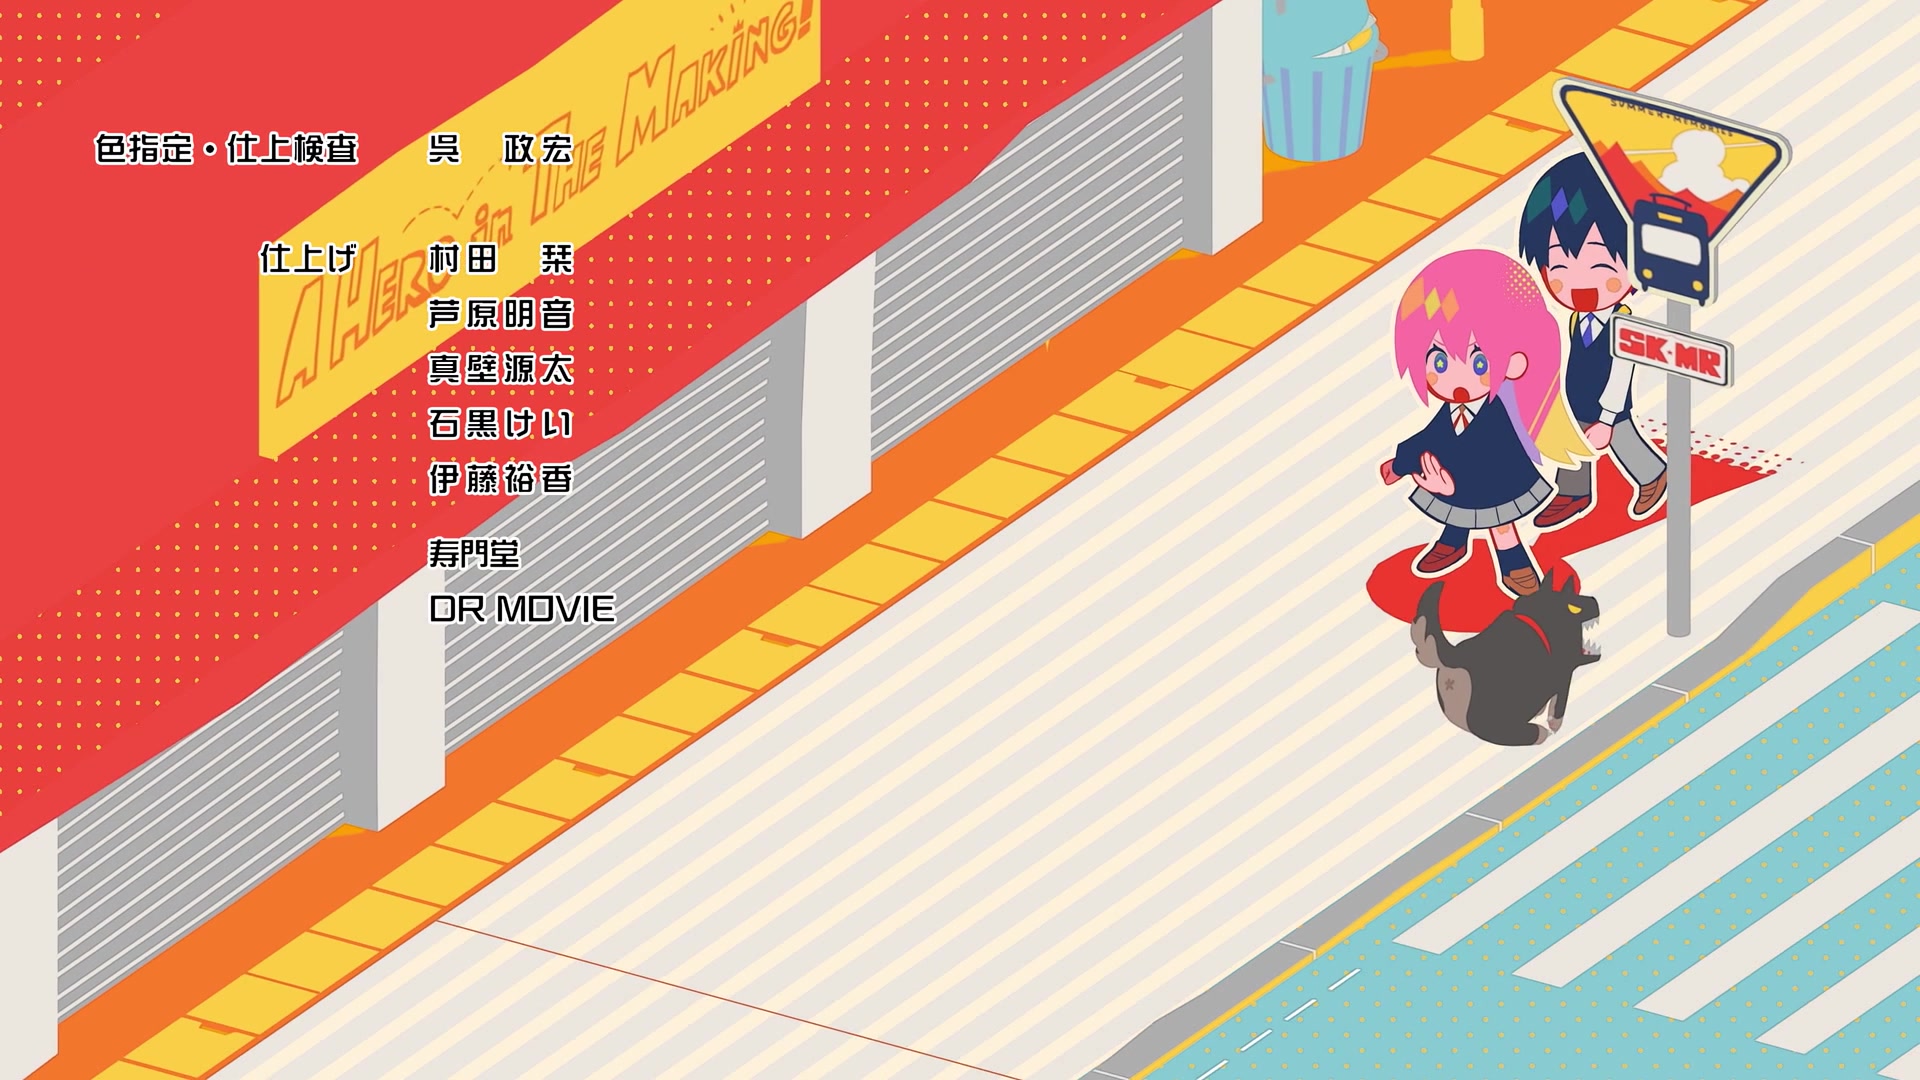 A HERO in THE MAKING!
色指定・仕上検査 呉 政宏
仕上げ 村田 栞
芦原明音
真壁源太
石黒けい
伊藤裕香
寿門堂
DR MOVIE
SUMMER★MEMORIES
SK-MR